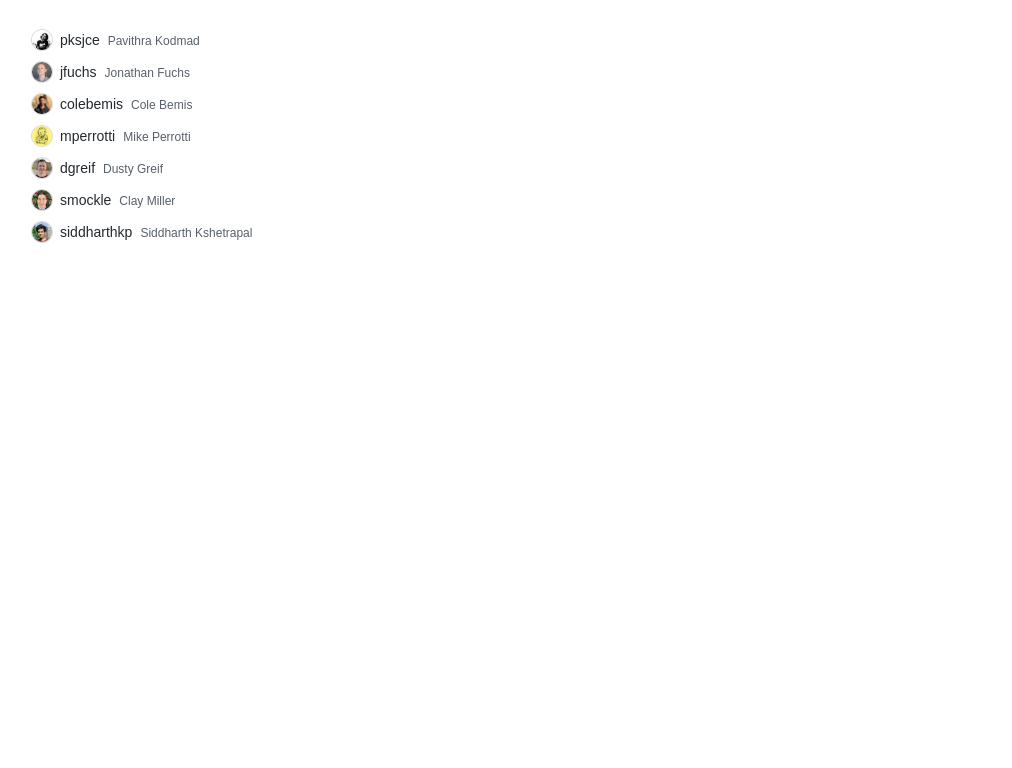 pksjce Pavithra Kodmad
jfuchs Jonathan Fuchs
colebemis Cole Bemis
mperrotti Mike Perrotti
dgreif Dusty Greif
smockle Clay Miller
siddharthkp Siddharth Kshetrapal